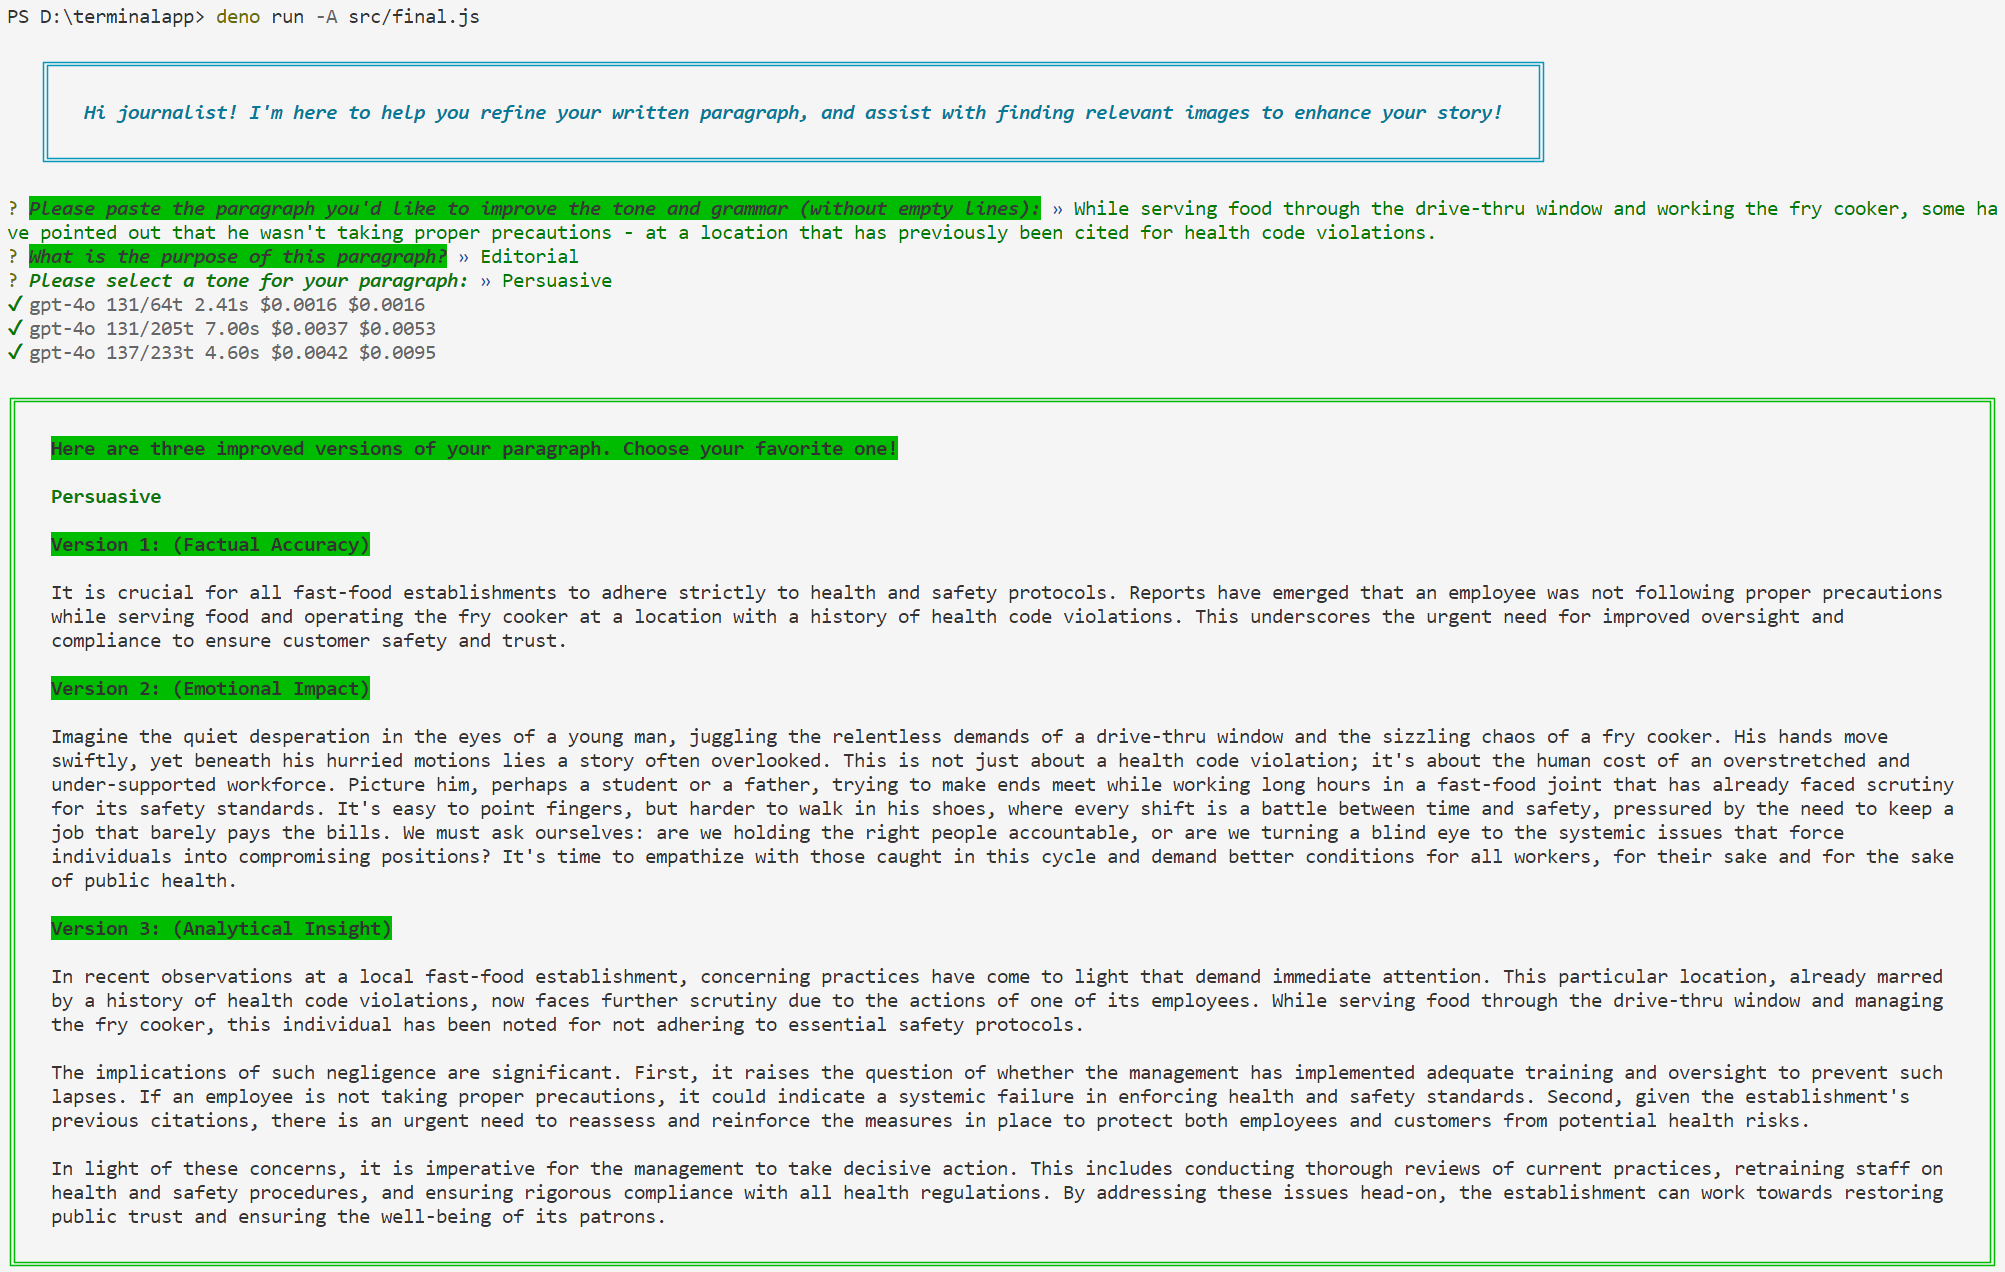 PS D:\terminalapp> deno run -A src/final.js
Hi journalist! I'm here to help you refine your written paragraph, and assist with finding relevant images to enhance your story!
? Please paste the paragraph you'd like to improve the tone and grammar (without empty lines): » While serving food through the drive-thru window and working the fry cooker, some ha
ve pointed out that he wasn't taking proper precautions - at a location that has previously been cited for health code violations.
? What is the purpose of this paragraph? » Editorial
? Please select a tone for your paragraph: » Persuasive
✓ gpt-4o 131/64t 2.41s $0.0016 $0.0016
✓ gpt-4o 131/205t 7.00s $0.0037 $0.0053
✓ gpt-4o 137/233t 4.60s $0.0042 $0.0095
Here are three improved versions of your paragraph. Choose your favorite one!
Persuasive
Version 1: (Factual Accuracy)
It is crucial for all fast-food establishments to adhere strictly to health and safety protocols. Reports have emerged that an employee was not following proper precautions
while serving food and operating the fry cooker at a location with a history of health code violations. This underscores the urgent need for improved oversight and
compliance to ensure customer safety and trust.
Version 2: (Emotional Impact)
Imagine the quiet desperation in the eyes of a young man, juggling the relentless demands of a drive-thru window and the sizzling chaos of a fry cooker. His hands move
swiftly, yet beneath his hurried motions lies a story often overlooked. This is not just about a health code violation; it's about the human cost of an overstretched and
under-supported workforce. Picture him, perhaps a student or a father, trying to make ends meet while working long hours in a fast-food joint that has already faced scrutiny
for its safety standards. It's easy to point fingers, but harder to walk in his shoes, where every shift is a battle between time and safety, pressured by the need to keep a
job that barely pays the bills. We must ask ourselves: are we holding the right people accountable, or are we turning a blind eye to the systemic issues that force
individuals into compromising positions? It's time to empathize with those caught in this cycle and demand better conditions for all workers, for their sake and for the sake
of public health.
Version 3: (Analytical Insight)
In recent observations at a local fast-food establishment, concerning practices have come to light that demand immediate attention. This particular location, already marred
by a history of health code violations, now faces further scrutiny due to the actions of one of its employees. While serving food through the drive-thru window and managing
the fry cooker, this individual has been noted for not adhering to essential safety protocols.
The implications of such negligence are significant. First, it raises the question of whether the management has implemented adequate training and oversight to prevent such
lapses. If an employee is not taking proper precautions, it could indicate a systemic failure in enforcing health and safety standards. Second, given the establishment's
previous citations, there is an urgent need to reassess and reinforce the measures in place to protect both employees and customers from potential health risks.
In light of these concerns, it is imperative for the management to take decisive action. This includes conducting thorough reviews of current practices, retraining staff on
health and safety procedures, and ensuring rigorous compliance with all health regulations. By addressing these issues head-on, the establishment can work towards restoring
public trust and ensuring the well-being of its patrons.